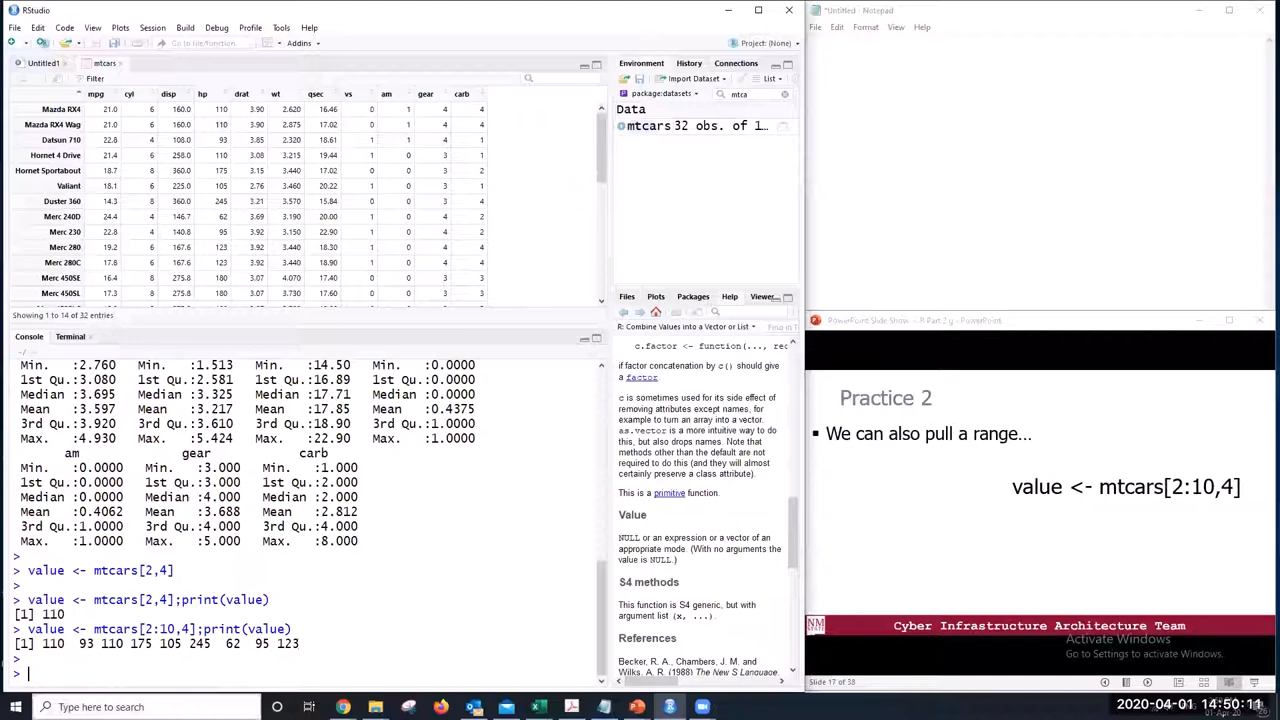 RStudio
File Edit Code View Plots Session Build Debug Profile Tools Help
Go to file/function Addins Project: (None)
Untitled1 mtcars
Filter
mpg cyl disp hp drat wt qsec vs am gear carb
Mazda RX4 21.0 6 160.0 110 3.90 2.620 16.46 0 1 4 4
Mazda RX4 Wag 21.0 6 160.0 110 3.90 2.875 17.02 0 1 4 4
Datsun 710 22.8 4 108.0 93 3.85 2.320 18.61 1 1 4 1
Hornet 4 Drive 21.4 6 258.0 110 3.08 3.215 19.44 1 0 3 1
Hornet Sportabout 18.7 8 360.0 175 3.15 3.440 17.02 0 0 3 2
Valiant 18.1 6 225.0 105 2.76 3.460 20.22 1 0 3 1
Duster 360 14.3 8 360.0 245 3.21 3.570 15.84 0 0 3 4
Merc 240D 24.4 4 146.7 62 3.69 3.190 20.00 1 0 4 2
Merc 230 22.8 4 140.8 95 3.92 3.150 22.90 1 0 4 2
Merc 280 19.2 6 167.6 123 3.92 3.440 18.30 1 0 4 4
Merc 280C 17.8 6 167.6 123 3.92 3.440 18.90 1 0 4 4
Merc 450SE 16.4 8 275.8 180 3.07 4.070 17.40 0 0 3 3
Merc 450SL 17.3 8 275.8 180 3.07 3.730 17.60 0 0 3 3
Showing 1 to 14 of 32 entries
Console Terminal
~/
Min. :2.760 Min. :1.513 Min. :14.50 Min. :0.0000
1st Qu.:3.080 1st Qu.:2.581 1st Qu.:16.89 1st Qu.:0.0000
Median :3.695 Median :3.325 Median :17.71 Median :0.0000
Mean :3.597 Mean :3.217 Mean :17.85 Mean :0.4375
3rd Qu.:3.920 3rd Qu.:3.610 3rd Qu.:18.90 3rd Qu.:1.0000
Max. :4.930 Max. :5.424 Max. :22.90 Max. :1.0000
am gear carb
Min. :0.0000 Min. :3.000 Min. :1.000
1st Qu.:0.0000 1st Qu.:3.000 1st Qu.:2.000
Median :0.0000 Median :4.000 Median :2.000
Mean :0.4062 Mean :3.688 Mean :2.812
3rd Qu.:1.0000 3rd Qu.:4.000 3rd Qu.:4.000
Max. :1.0000 Max. :5.000 Max. :8.000
>
> value <- mtcars[2,4]
>
> value <- mtcars[2,4];print(value)
[1] 110
> value <- mtcars[2:10,4];print(value)
[1] 110 93 110 175 105 245 62 95 123
>
Environment History Connections
Import Dataset List
package:datasets mtca
Data
mtcars 32 obs. of 1…
Files Plots Packages Help Viewer
R: Combine Values into a Vector or List Find in T
c.factor <- function(..., rec
if factor concatenation by c() should give
a factor.
c is sometimes used for its side effect of
removing attributes except names, for
example to turn an array into a vector.
as.vector is a more intuitive way to do
this, but also drops names. Note that
methods other than the default are not
required to do this (and they will almost
certainly preserve a class attribute).
This is a primitive function.
Value
NULL or an expression or a vector of an
appropriate mode. (With no arguments the
value is NULL.)
S4 methods
This function is S4 generic, but with
argument list (x, ...).
References
Becker, R. A., Chambers, J. M. and
Wilks, A. R. (1988) The New S Language.
*Untitled - Notepad
File Edit Format View Help
PowerPoint Slide Show - R Part 2 g - PowerPoint
Practice 2
▪ We can also pull a range…
value <- mtcars[2:10,4]
NM
STATE
Cyber Infrastructure Architecture Team
Activate Windows
Go to Settings to activate Windows.
Slide 17 of 38
Type here to search
2020-04-01 14:50:11